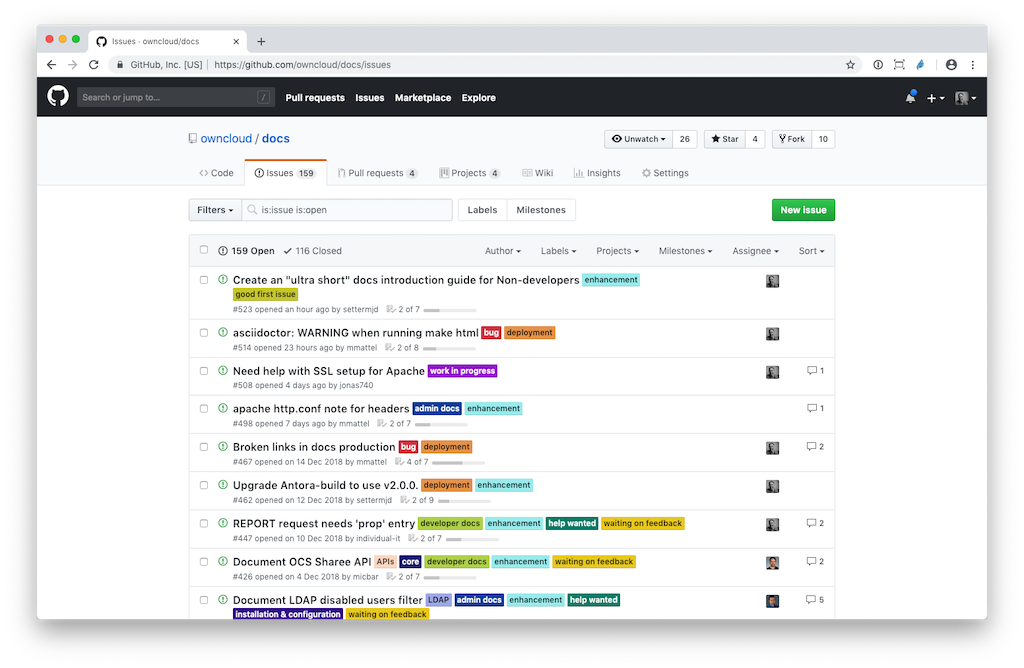 Issues · owncloud/docs
GitHub, Inc. [US] https://github.com/owncloud/docs/issues
Search or jump to... / Pull requests Issues Marketplace Explore
owncloud / docs Unwatch 26 Star 4 Fork 10
Code Issues 159 Pull requests 4 Projects 4 Wiki Insights Settings
Filters is:issue is:open Labels Milestones New issue
159 Open 116 Closed Author Labels Projects Milestones Assignee Sort
Create an "ultra short" docs introduction guide for Non-developers enhancement
good first issue
#523 opened an hour ago by settermjd 2 of 7
asciidoctor: WARNING when running make html bug deployment
#514 opened 23 hours ago by mmattel 2 of 8
Need help with SSL setup for Apache work in progress 1
#508 opened 4 days ago by jonas740
apache http.conf note for headers admin docs enhancement 1
#498 opened 7 days ago by mmattel 2 of 7
Broken links in docs production bug deployment 2
#467 opened on 14 Dec 2018 by mmattel 4 of 7
Upgrade Antora-build to use v2.0.0. deployment enhancement
#462 opened on 12 Dec 2018 by settermjd 2 of 9
REPORT request needs 'prop' entry developer docs enhancement help wanted waiting on feedback 2
#447 opened on 10 Dec 2018 by individual-it 2 of 7
Document OCS Sharee API APIs core developer docs enhancement waiting on feedback 2
#426 opened on 4 Dec 2018 by micbar 2 of 7
Document LDAP disabled users filter LDAP admin docs enhancement help wanted 5
installation & configuration waiting on feedback